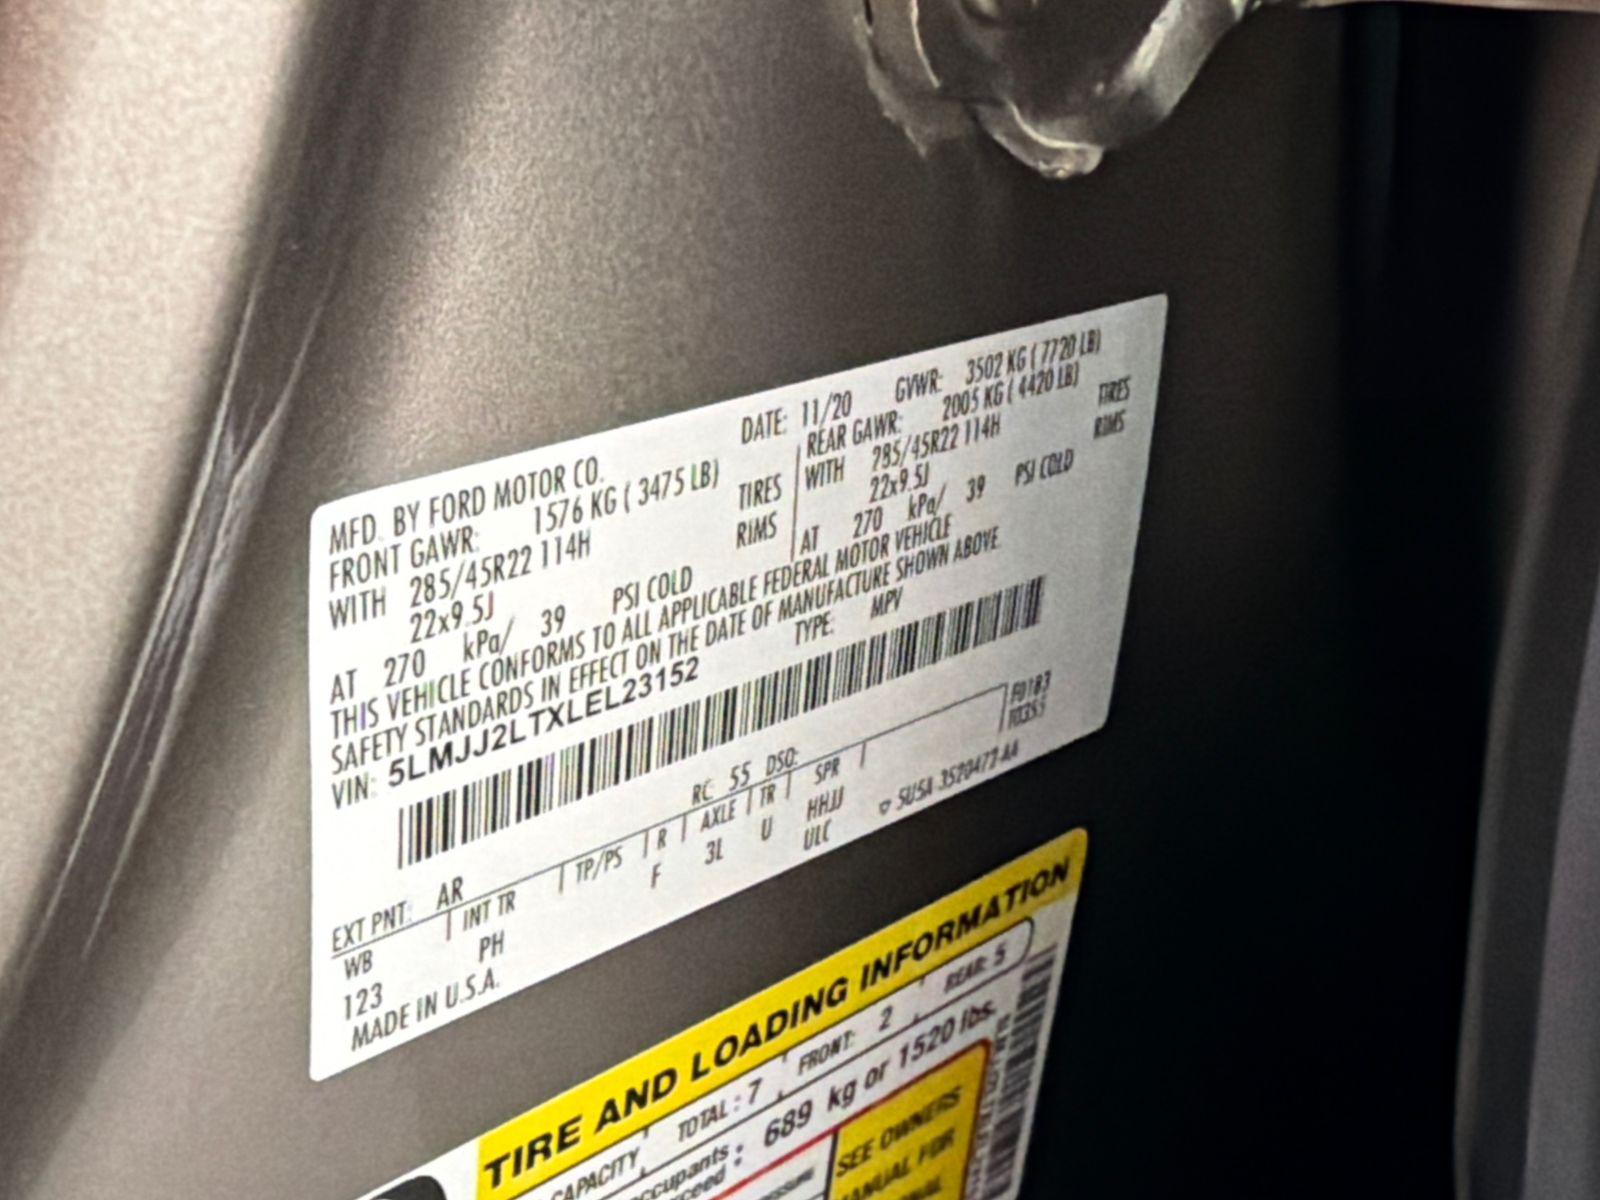 MFD. BY FORD MOTOR CO.
DATE: 11/20 GVWR: 3502 KG ( 7720 LB)
FRONT GAWR: 1576 KG ( 3475 LB)
REAR GAWR: 2005 KG ( 4420 LB)
WITH 285/45R22 114H TIRES
WITH 285/45R22 114H TIRES
22x9.5J RIMS
22x9.5J RIMS
AT 270 kPa/ 39 PSI COLD
AT 270 kPa/ 39 PSI COLD
THIS VEHICLE CONFORMS TO ALL APPLICABLE FEDERAL MOTOR VEHICLE
SAFETY STANDARDS IN EFFECT ON THE DATE OF MANUFACTURE SHOWN ABOVE.
VIN: 5LMJJ2LTXLEL23152 TYPE: MPV
F0183
T0355
EXT PNT: AR RC: 55 DSO:
WB INT TR TP/PS R AXLE TR SPR
123 PH F 3L U HHJJ
ULC
MADE IN U.S.A. 5U5A 3520472-AA
TIRE AND LOADING INFORMATION
CAPACITY TOTAL: 7 FRONT: 2 REAR: 5
689 kg or 1520 lbs.
SEE OWNERS
MANUAL FOR